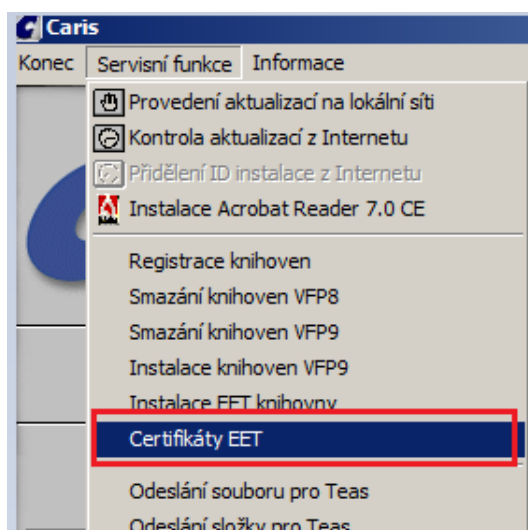 Caris
Konec Servisní funkce Informace
Provedení aktualizací na lokální síti
Kontrola aktualizací z Internetu
Přidělení ID instalace z Internetu
Instalace Acrobat Reader 7.0 CE
Registrace knihoven
Smazání knihoven VFP8
Smazání knihoven VFP9
Instalace knihoven VFP9
Instalace EET knihovny
Certifikáty EET
Odeslání souboru pro Teas
Odeslání složky pro Teas